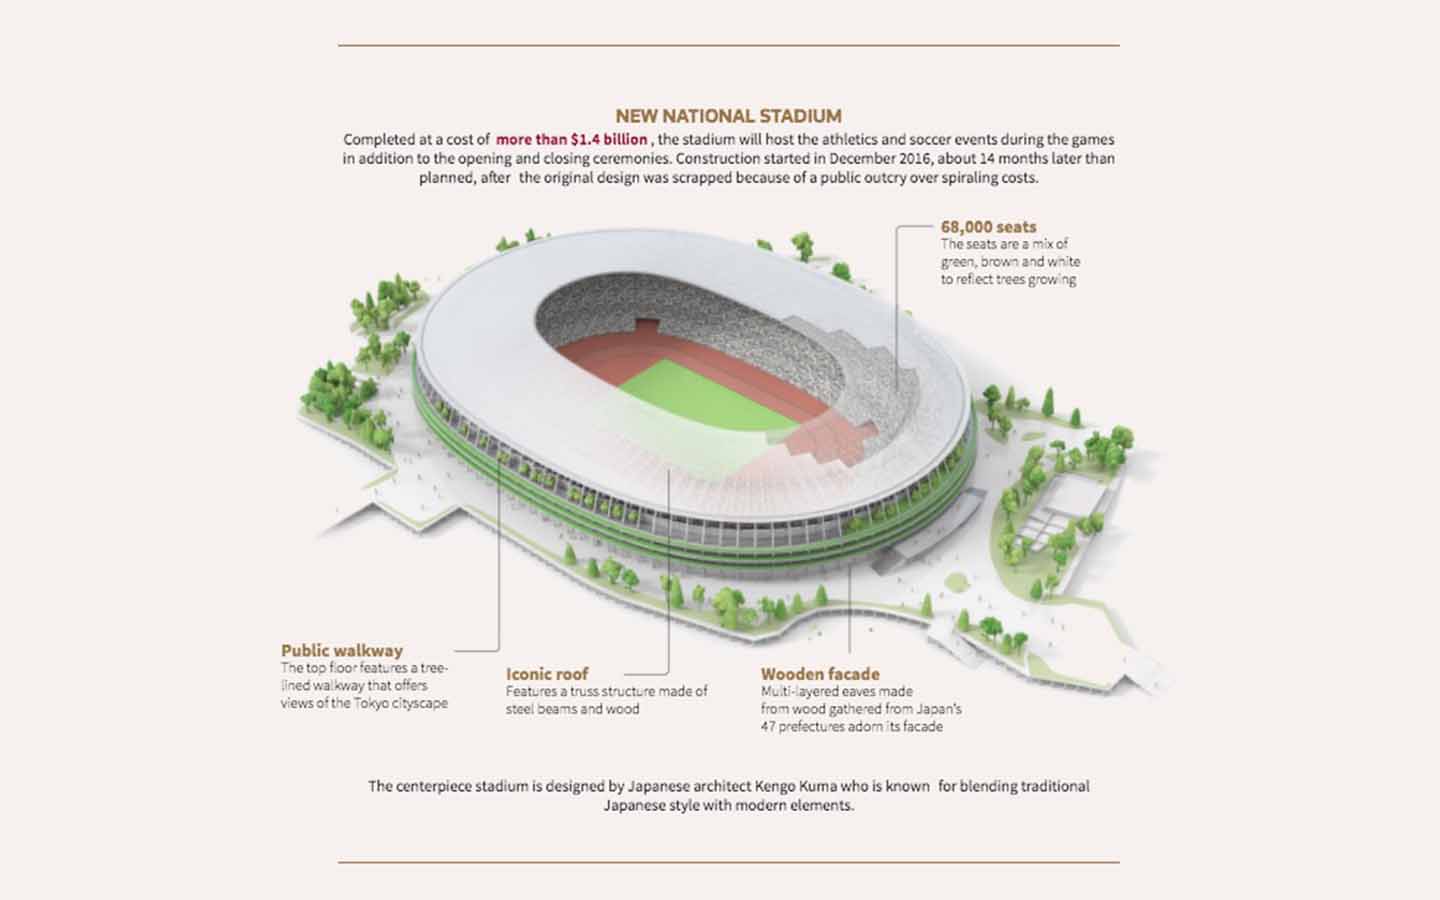 NEW NATIONAL STADIUM
Completed at a cost of more than $1.4 billion , the stadium will host the athletics and soccer events during the games
in addition to the opening and closing ceremonies. Construction started in December 2016, about 14 months later than
planned, after the original design was scrapped because of a public outcry over spiraling costs.
68,000 seats
The seats are a mix of
green, brown and white
to reflect trees growing
Public walkway
The top floor features a tree-
lined walkway that offers
views of the Tokyo cityscape
Iconic roof
Features a truss structure made of
steel beams and wood
Wooden facade
Multi-layered eaves made
from wood gathered from Japan's
47 prefectures adorn its facade
The centerpiece stadium is designed by Japanese architect Kengo Kuma who is known for blending traditional
Japanese style with modern elements.